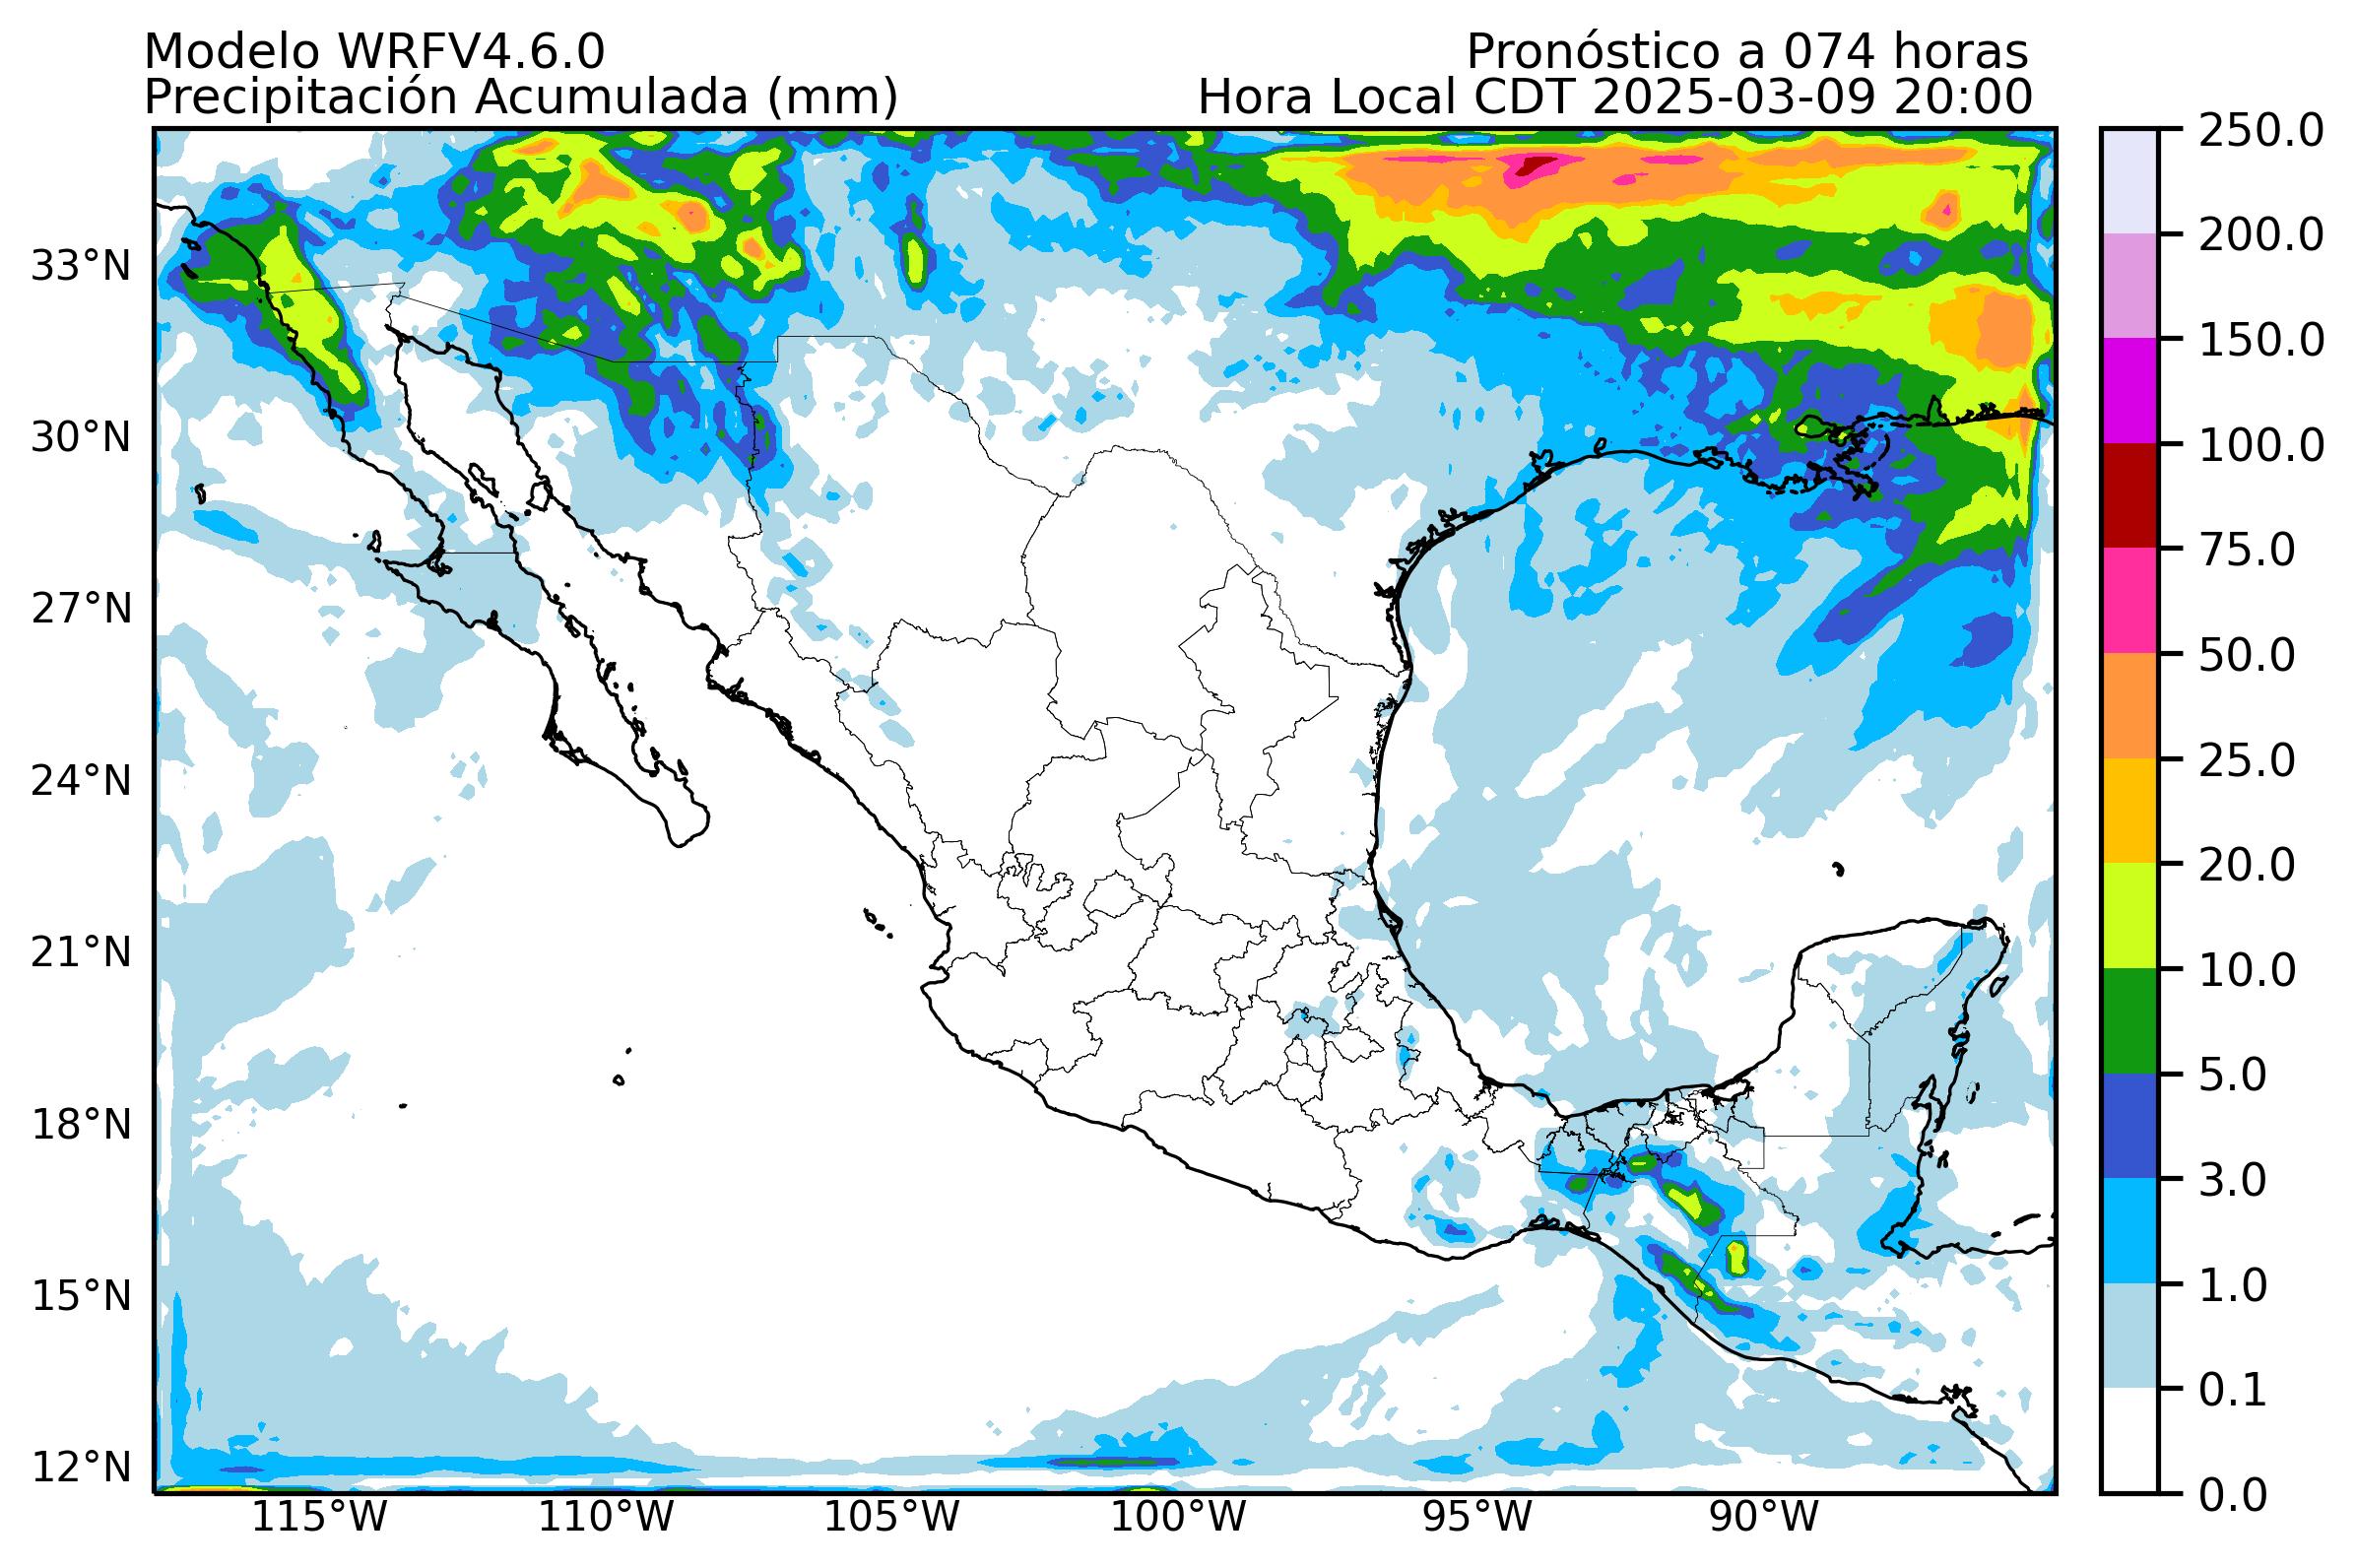 Modelo WRFV4.6.0
Pronóstico a 074 horas
Precipitación Acumulada (mm)
Hora Local CDT 2025-03-09 20:00
33°N
30°N
27°N
24°N
21°N
18°N
15°N
12°N
115°W
110°W
105°W
100°W
95°W
90°W
250.0
200.0
150.0
100.0
75.0
50.0
25.0
20.0
10.0
5.0
3.0
1.0
0.1
0.0